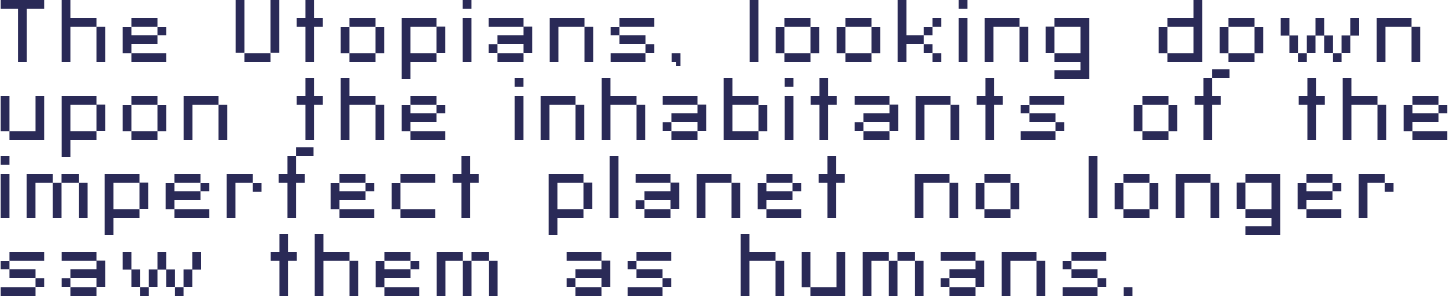 The Utopians, looking down
upon the inhabitants of the
imperfect planet no longer
saw them as humans.